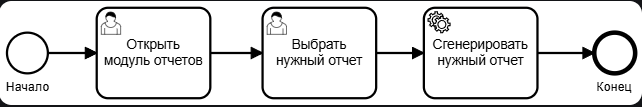 Начало
Открыть
модуль отчетов
Выбрать
нужный отчет
Сгенерировать
нужный отчет
Конец